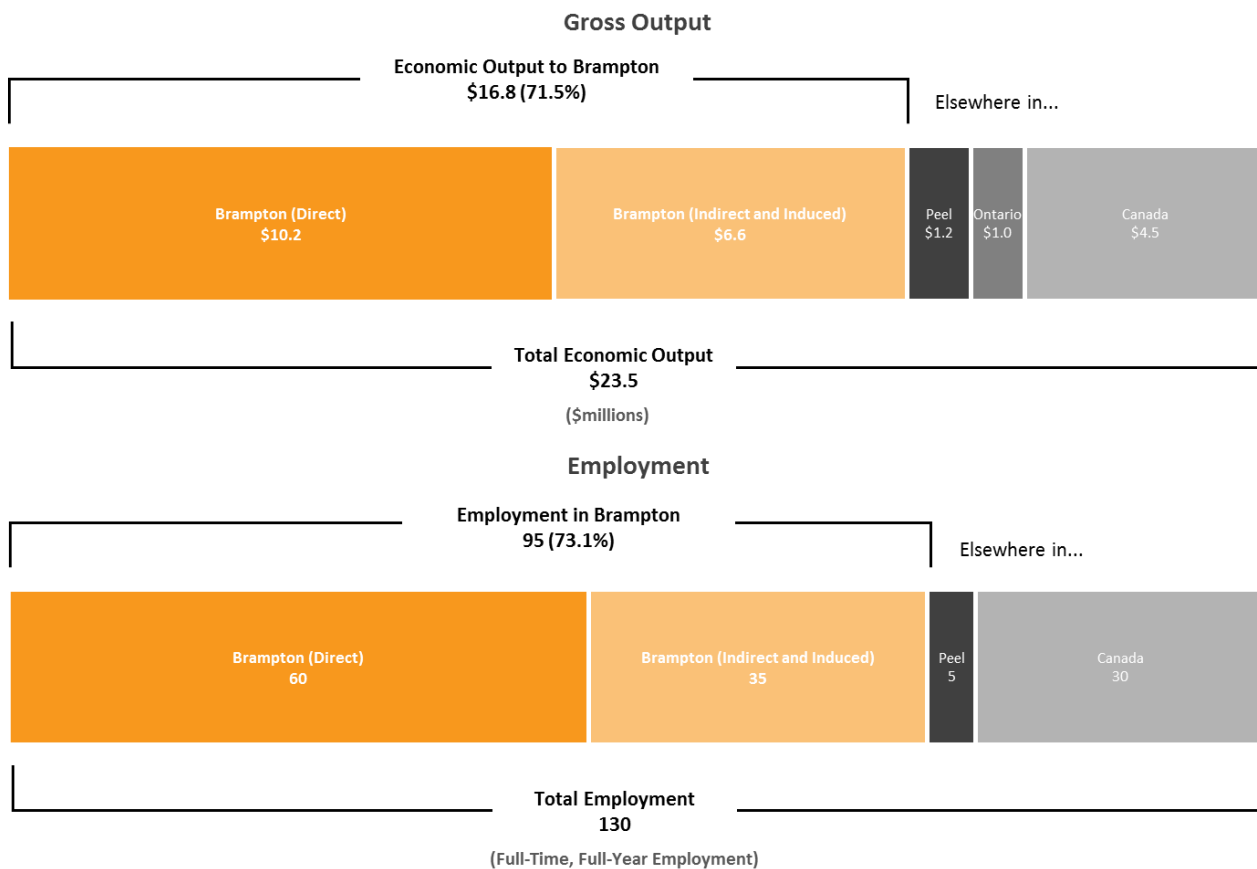 Gross Output
Economic Output to Brampton
$16.8 (71.5%)
Elsewhere in...
Brampton (Direct)
$10.2
Brampton (Indirect and Induced)
$6.6
Peel
$1.2
Ontario
$1.0
Canada
$4.5
Total Economic Output
$23.5
($millions)
Employment
Employment in Brampton
95 (73.1%)
Elsewhere in...
Brampton (Direct)
60
Brampton (Indirect and Induced)
35
Peel
5
Canada
30
Total Employment
130
(Full-Time, Full-Year Employment)